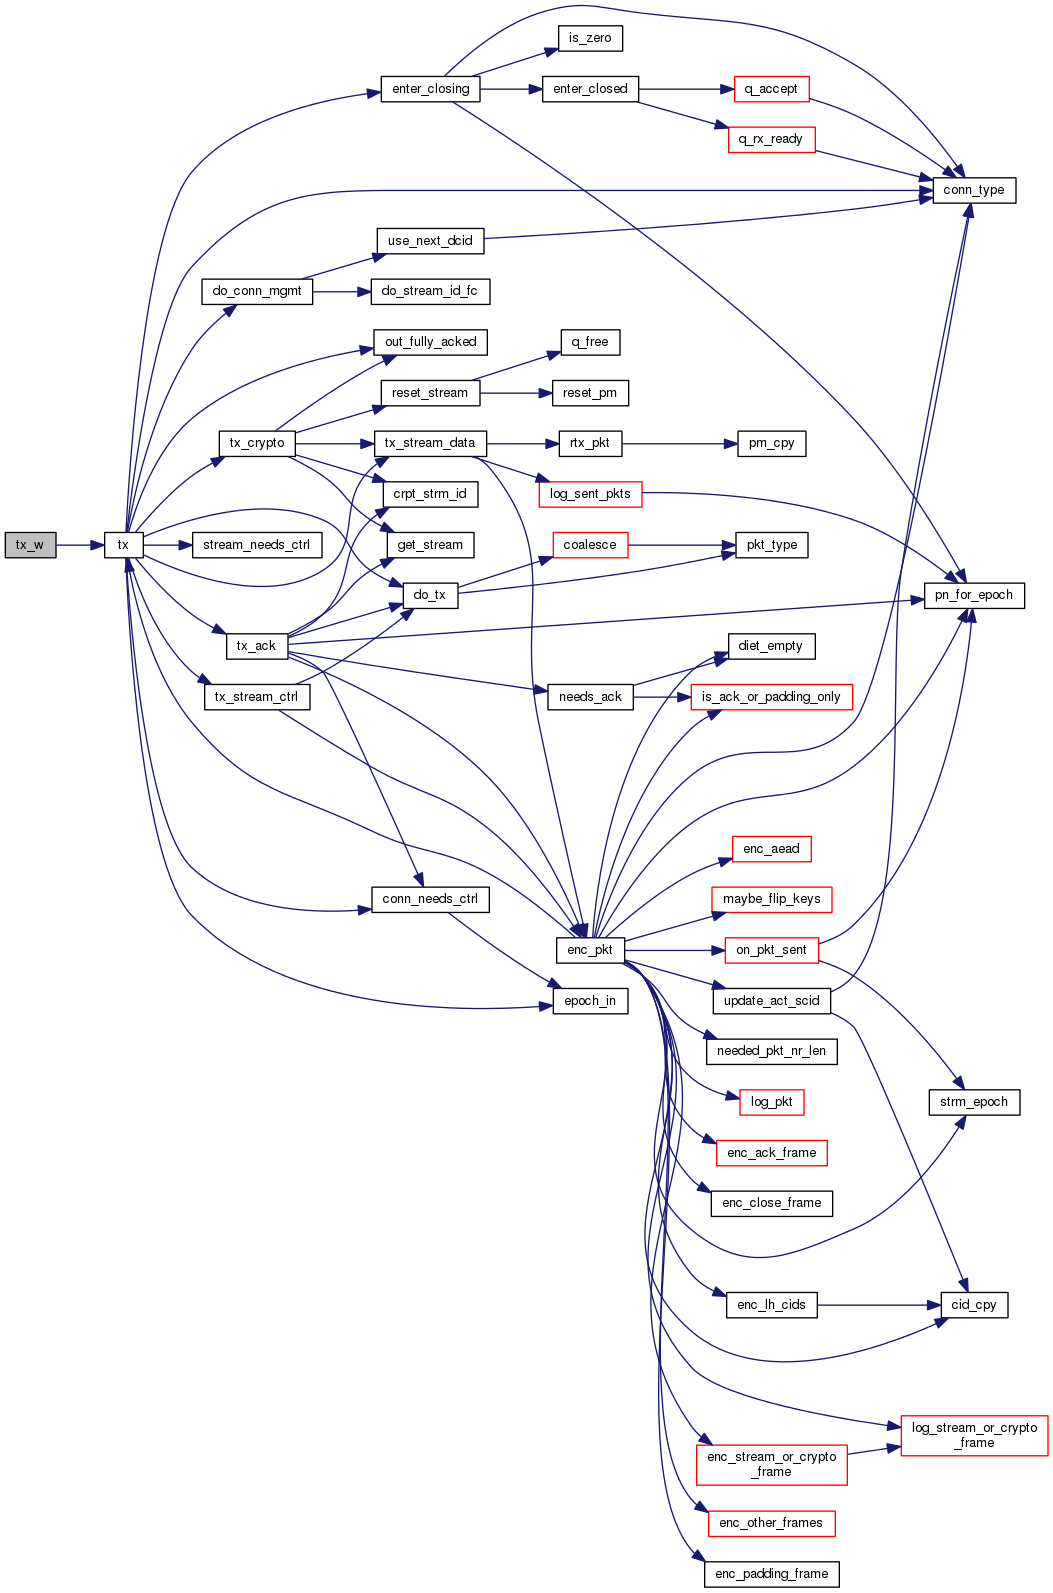 is_zero
enter_closing
enter_closed
q_accept
q_rx_ready
conn_type
use_next_dcid
do_conn_mgmt
do_stream_id_fc
out_fully_acked
q_free
reset_stream
reset_pm
tx_crypto
tx_stream_data
rtx_pkt
pm_cpy
crpt_strm_id
log_sent_pkts
tx_w
tx
stream_needs_ctrl
get_stream
coalesce
pkt_type
do_tx
pn_for_epoch
tx_ack
diet_empty
tx_stream_ctrl
needs_ack
is_ack_or_padding_only
enc_aead
conn_needs_ctrl
maybe_flip_keys
enc_pkt
on_pkt_sent
epoch_in
update_act_scid
needed_pkt_nr_len
log_pkt
strm_epoch
enc_ack_frame
enc_close_frame
enc_lh_cids
cid_cpy
log_stream_or_crypto
_frame
enc_stream_or_crypto
_frame
enc_other_frames
enc_padding_frame